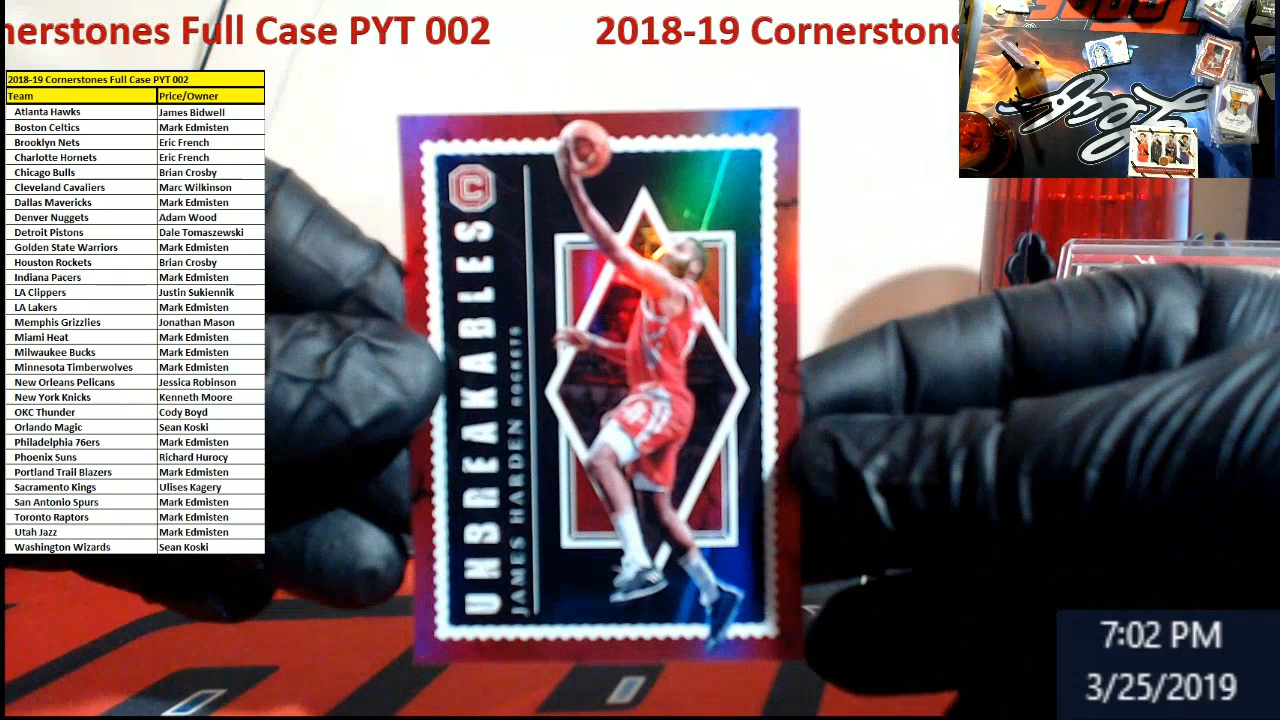 nerstones Full Case PYT 002 2018-19 Cornerstone
2018-19 Cornerstones Full Case PYT 002
Team Price/Owner
Atlanta Hawks James Bidwell
Boston Celtics Mark Edmisten
Brooklyn Nets Eric French
Charlotte Hornets Eric French
Chicago Bulls Brian Crosby
Cleveland Cavaliers Marc Wilkinson
Dallas Mavericks Mark Edmisten
Denver Nuggets Adam Wood
Detroit Pistons Dale Tomaszewski
Golden State Warriors Mark Edmisten
Houston Rockets Brian Crosby
Indiana Pacers Mark Edmisten
LA Clippers Justin Sukiennik
LA Lakers Mark Edmisten
Memphis Grizzlies Jonathan Mason
Miami Heat Mark Edmisten
Milwaukee Bucks Mark Edmisten
Minnesota Timberwolves Mark Edmisten
New Orleans Pelicans Jessica Robinson
New York Knicks Kenneth Moore
OKC Thunder Cody Boyd
Orlando Magic Sean Koski
Philadelphia 76ers Mark Edmisten
Phoenix Suns Richard Hurocy
Portland Trail Blazers Mark Edmisten
Sacramento Kings Ulises Kagery
San Antonio Spurs Mark Edmisten
Toronto Raptors Mark Edmisten
Utah Jazz Mark Edmisten
Washington Wizards Sean Koski
C
UNBREAKABLES
JAMES HARDEN ROCKETS
7:02 PM
3/25/2019